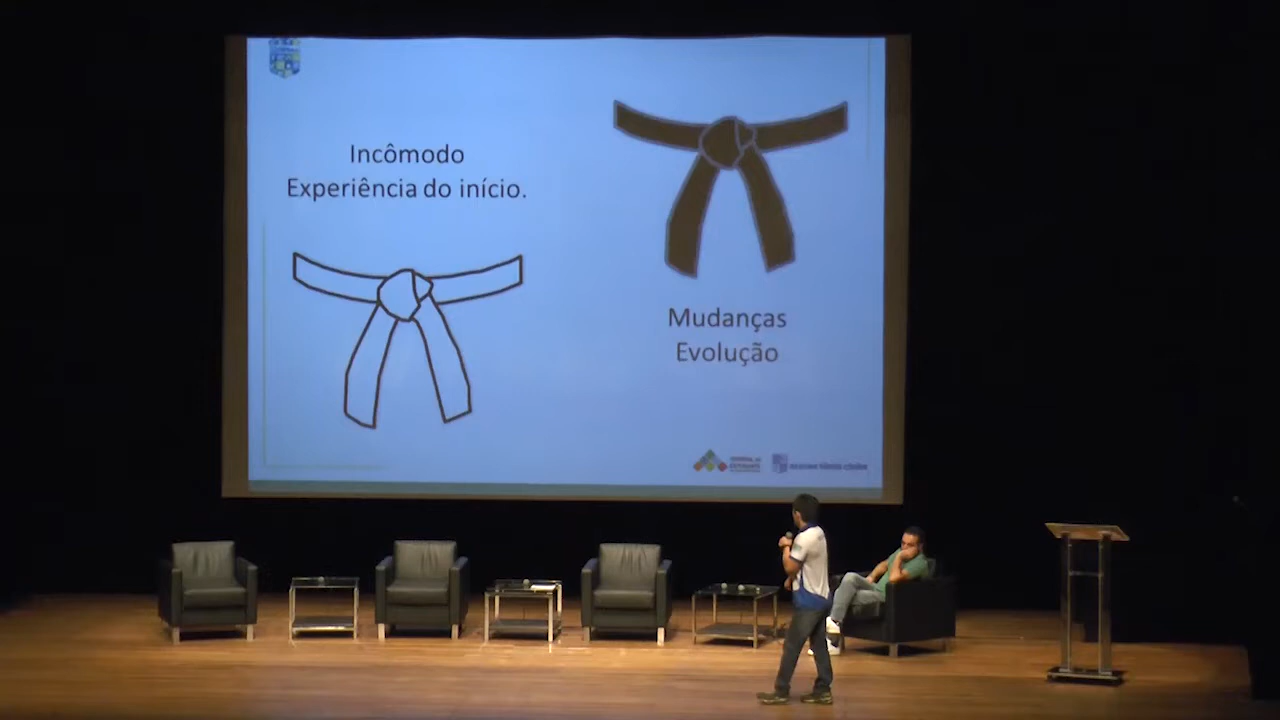 Incômodo
Experiência do início.
Mudanças
Evolução